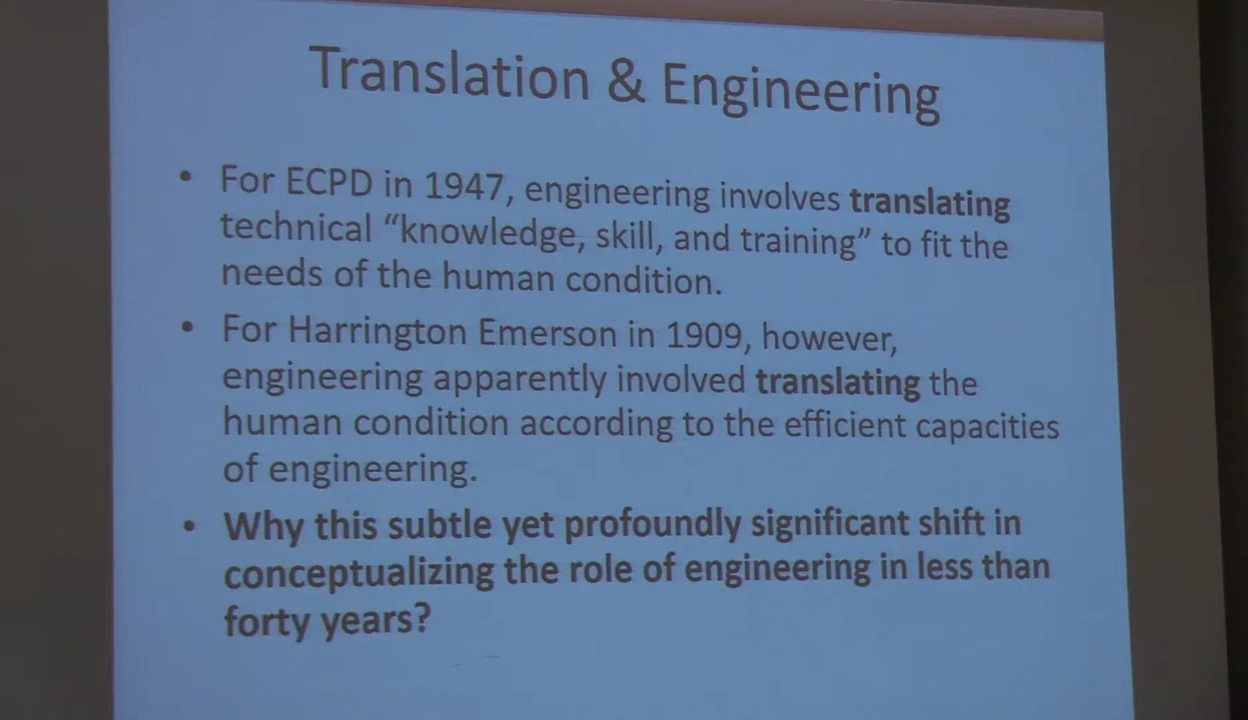 Translation & Engineering
• For ECPD in 1947, engineering involves translating
technical “knowledge, skill, and training” to fit the
needs of the human condition.
• For Harrington Emerson in 1909, however,
engineering apparently involved translating the
human condition according to the efficient capacities
of engineering.
• Why this subtle yet profoundly significant shift in
conceptualizing the role of engineering in less than
forty years?